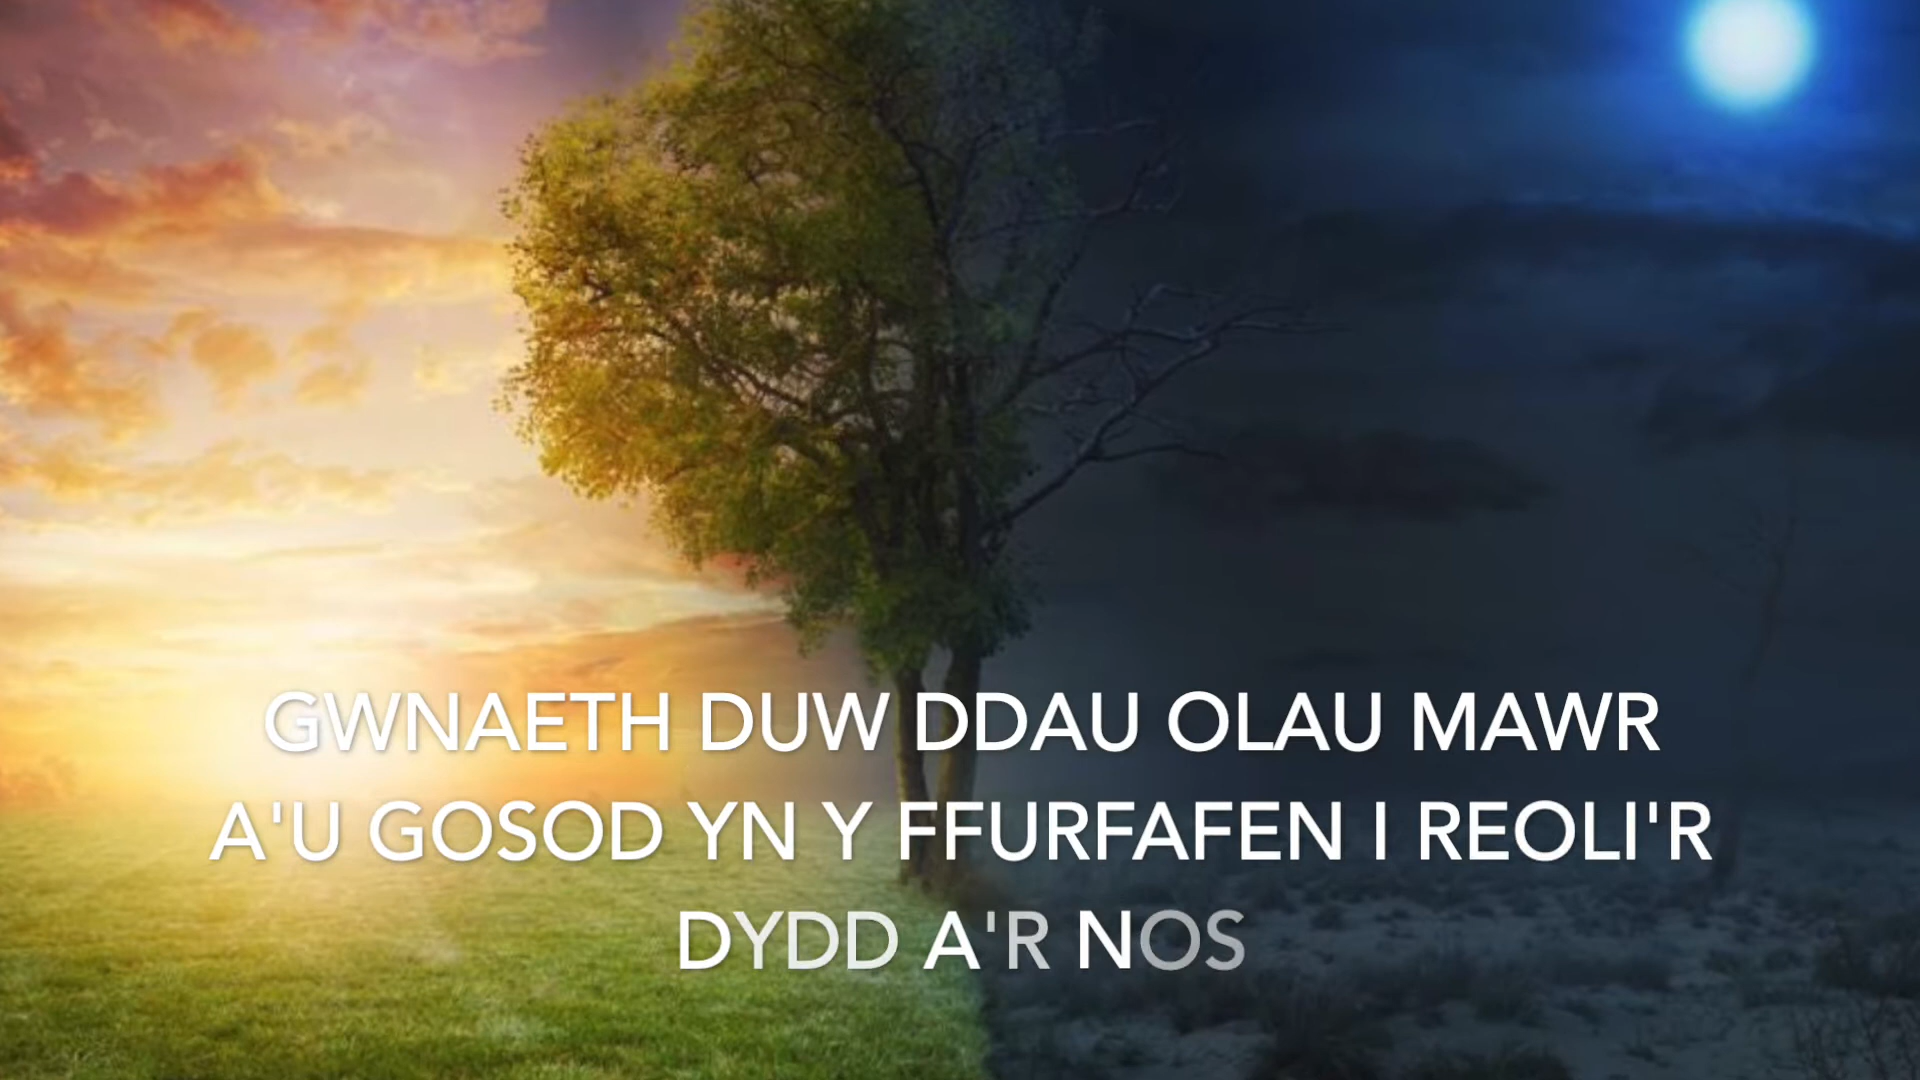 GWNAETH DUW DDAU OLAU MAWR
A'U GOSOD YN Y FFURFAFEN I REOLI'R
DYDD A'R NOS